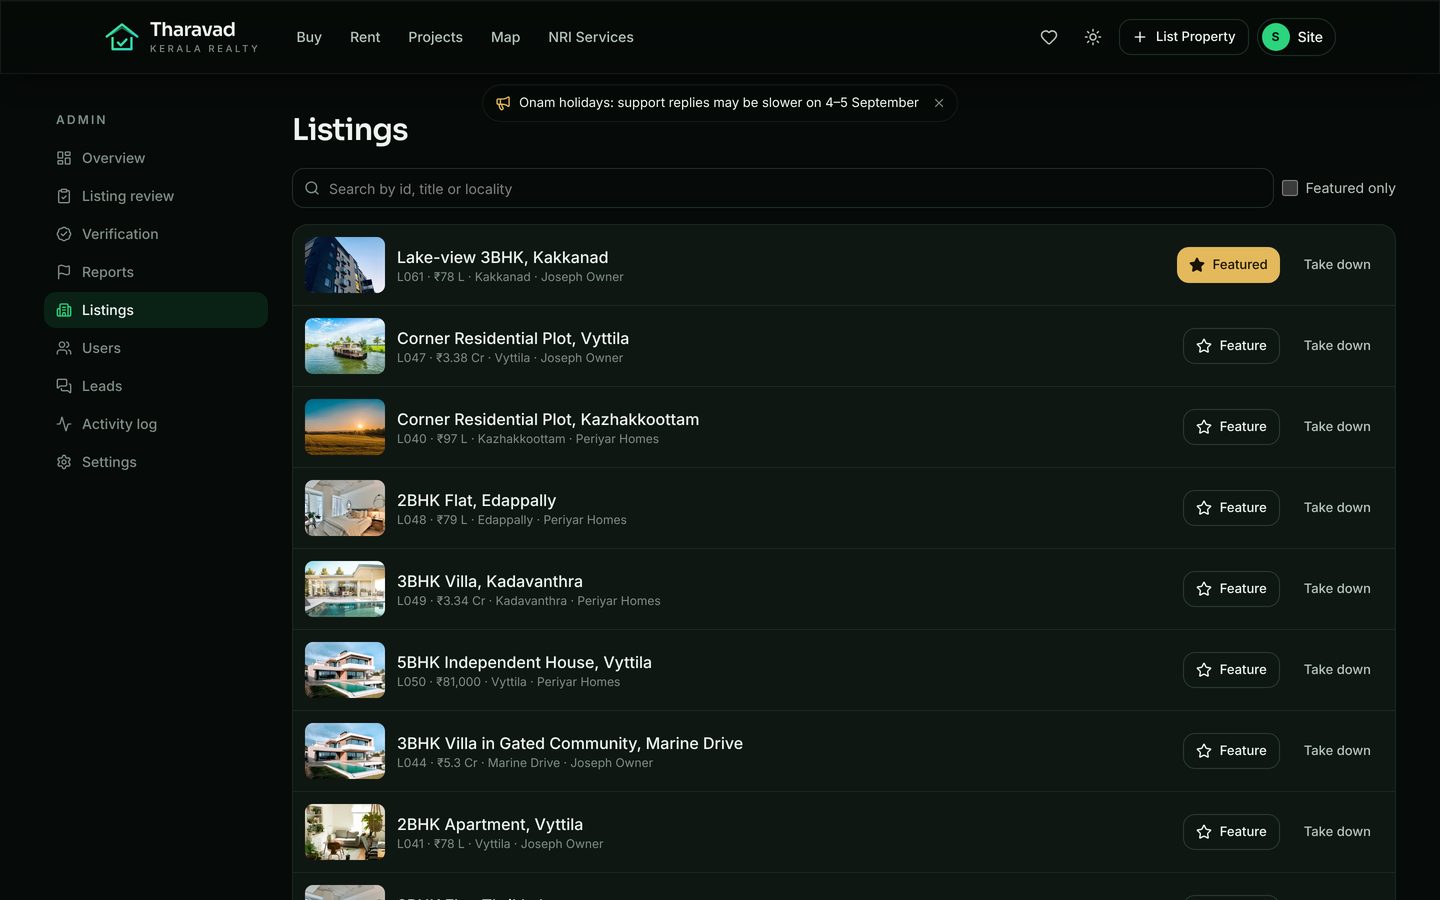 Tharavad
KERALA REALTY
Buy
Rent
Projects
Map
NRI Services
List Property
S
Site
Onam holidays: support replies may be slower on 4–5 September
ADMIN
Overview
Listing review
Verification
Reports
Listings
Users
Leads
Activity log
Settings
Listings
Search by id, title or locality
Featured only
Lake-view 3BHK, Kakkanad
L061 · ₹78 L · Kakkanad · Joseph Owner
Featured
Take down
Corner Residential Plot, Vyttila
L047 · ₹3.38 Cr · Vyttila · Joseph Owner
Feature
Take down
Corner Residential Plot, Kazhakkoottam
L040 · ₹97 L · Kazhakkoottam · Periyar Homes
Feature
Take down
2BHK Flat, Edappally
L048 · ₹79 L · Edappally · Periyar Homes
Feature
Take down
3BHK Villa, Kadavanthra
L049 · ₹3.34 Cr · Kadavanthra · Periyar Homes
Feature
Take down
5BHK Independent House, Vyttila
L050 · ₹81,000 · Vyttila · Periyar Homes
Feature
Take down
3BHK Villa in Gated Community, Marine Drive
L044 · ₹5.3 Cr · Marine Drive · Joseph Owner
Feature
Take down
2BHK Apartment, Vyttila
L041 · ₹78 L · Vyttila · Joseph Owner
Feature
Take down